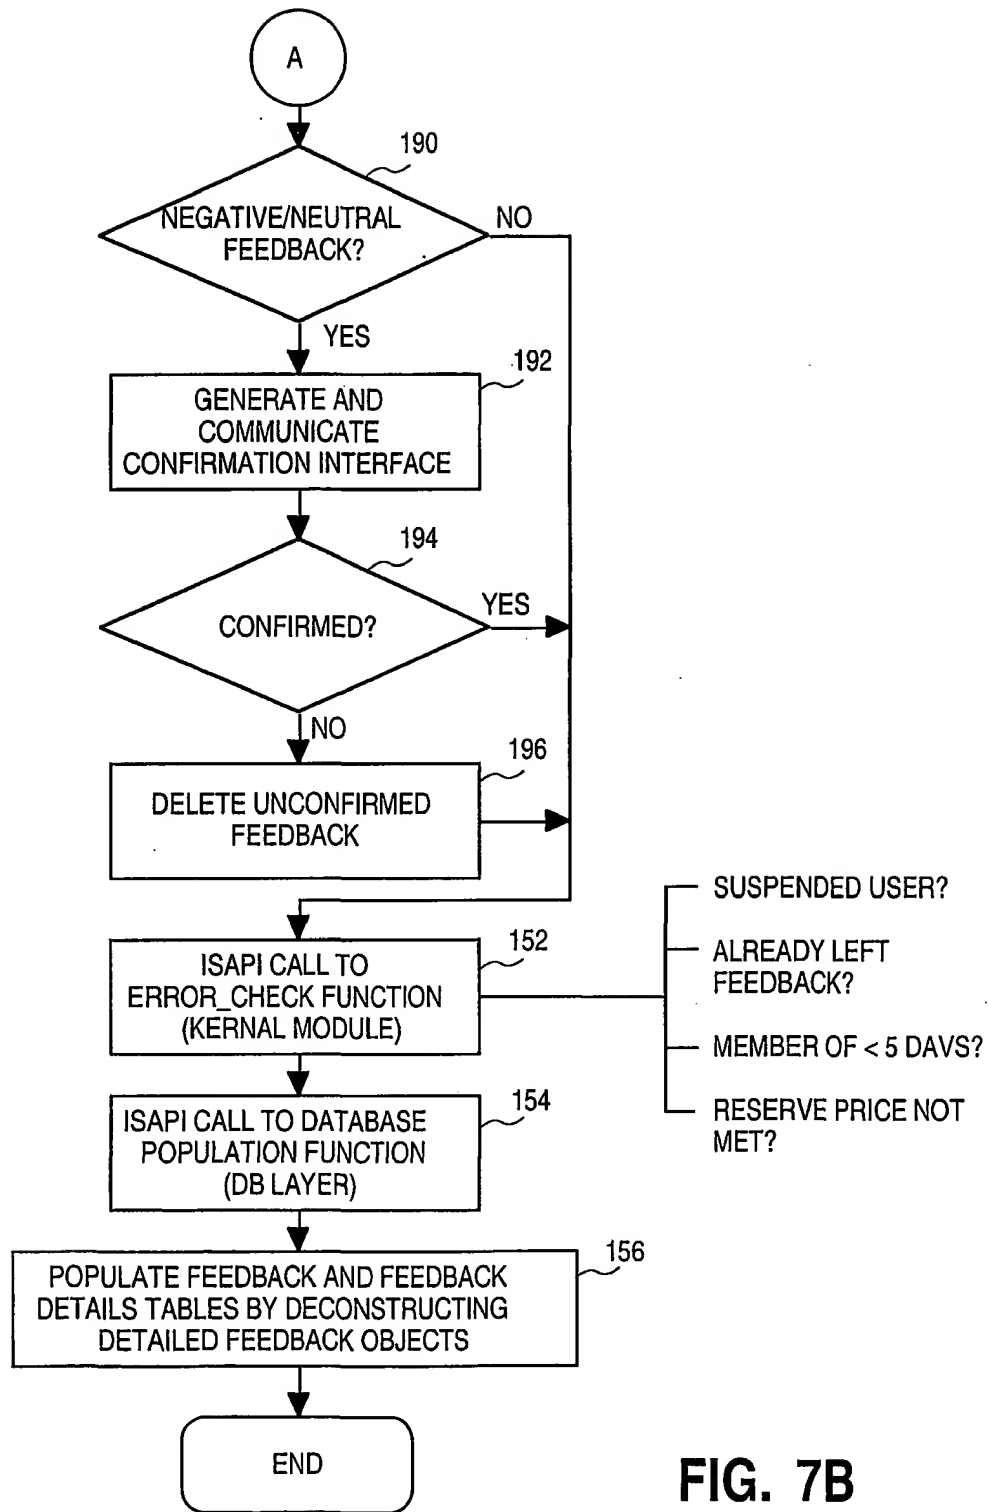 A
190
NEGATIVE/NEUTRAL
FEEDBACK?
NO
YES
192
GENERATE AND
COMMUNICATE
CONFIRMATION INTERFACE
194
CONFIRMED?
YES
NO
196
DELETE UNCONFIRMED
FEEDBACK
152
ISAPI CALL TO
ERROR_CHECK FUNCTION
(KERNAL MODULE)
SUSPENDED USER?
ALREADY LEFT
FEEDBACK?
MEMBER OF < 5 DAVS?
RESERVE PRICE NOT
MET?
154
ISAPI CALL TO DATABASE
POPULATION FUNCTION
(DB LAYER)
156
POPULATE FEEDBACK AND FEEDBACK
DETAILS TABLES BY DECONSTRUCTING
DETAILED FEEDBACK OBJECTS
END
FIG. 7B